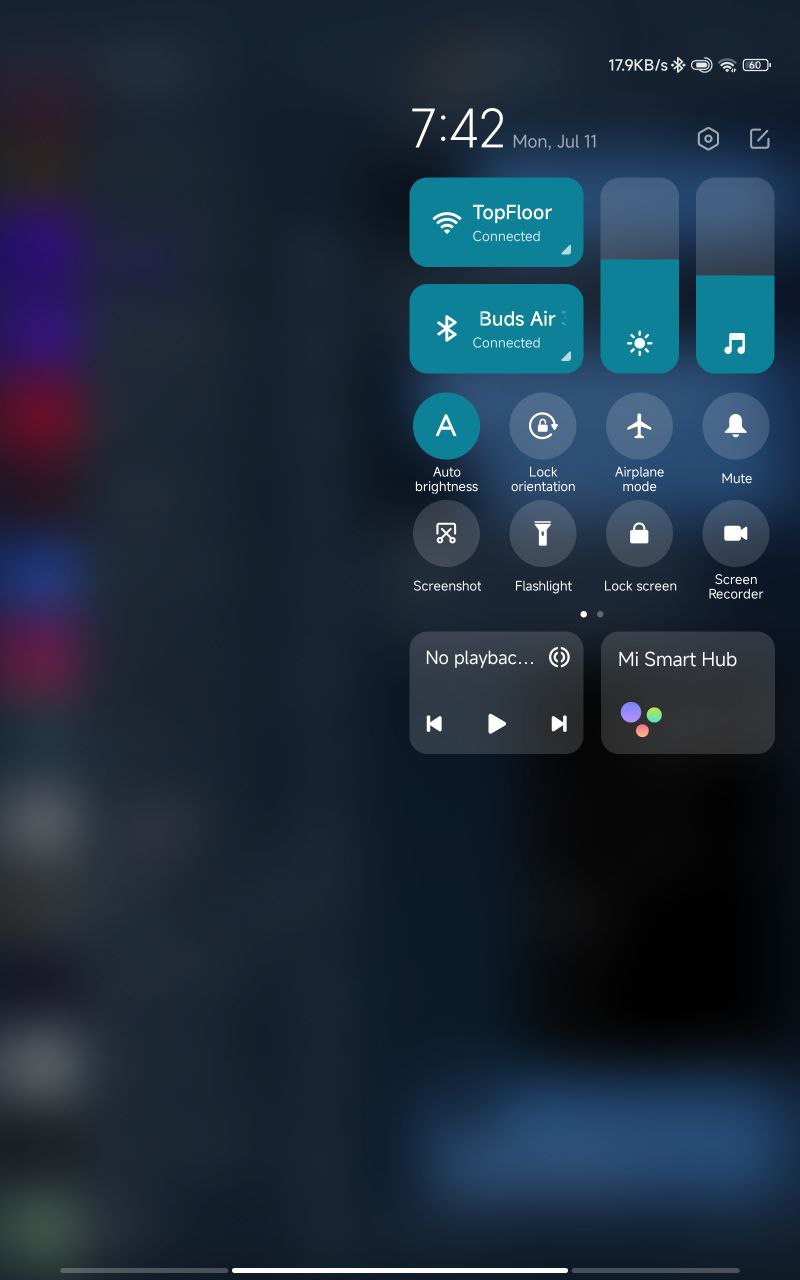 17.9KB/s 60
7:42 Mon, Jul 11
TopFloor
Connected
Buds Air
Connected
Auto
brightness
Lock
orientation
Airplane
mode
Mute
Screenshot
Flashlight
Lock screen
Screen
Recorder
No playbac...
Mi Smart Hub